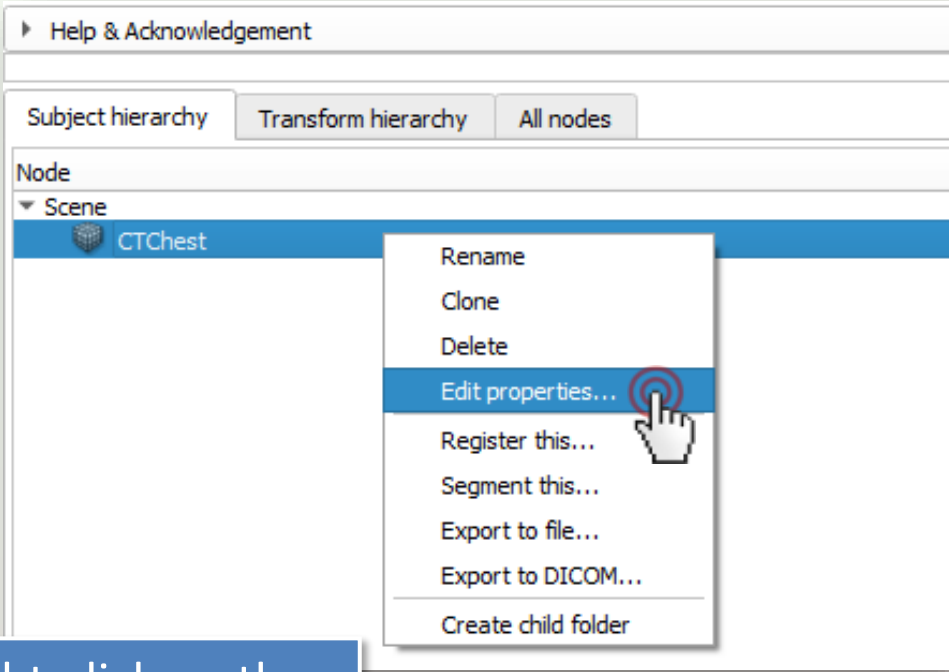 Help & Acknowledgement
Subject hierarchy Transform hierarchy All nodes
Node
Scene
CTChest
Rename
Clone
Delete
Edit properties...
Register this...
Segment this...
Export to file...
Export to DICOM...
Create child folder